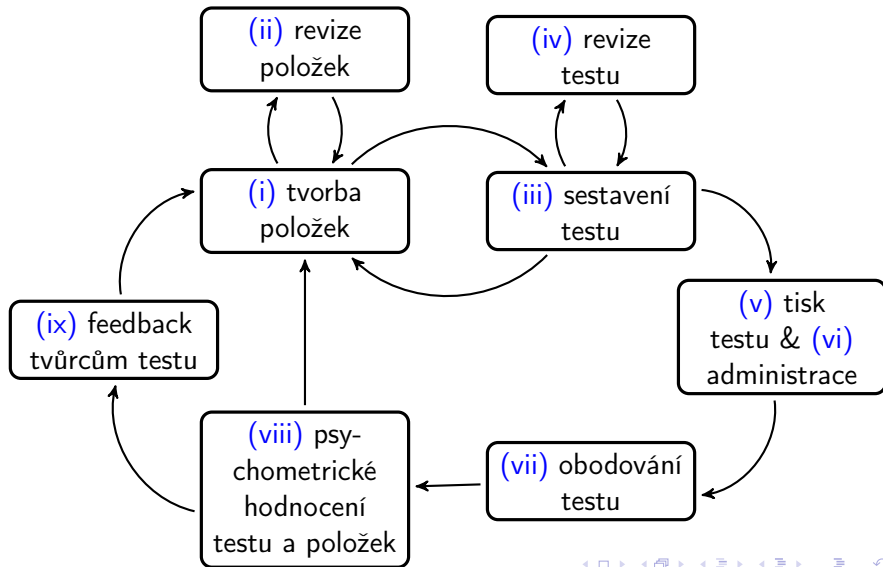 (ii) revize
položek
(iv) revize
testu
(i) tvorba
položek
(iii) sestavení
testu
(v) tisk
testu & (vi)
administrace
(ix) feedback
tvůrcům testu
(viii) psy-
chometrické
hodnocení
testu a položek
(vii) obodování
testu